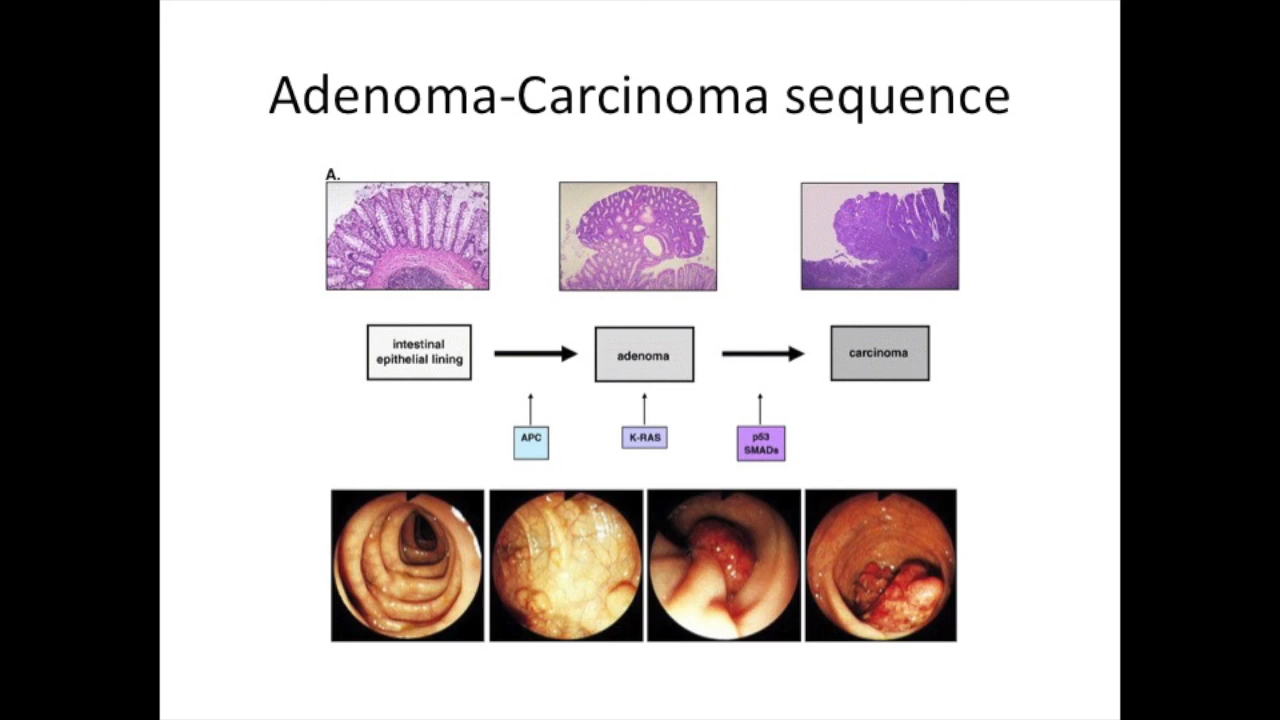 Adenoma-Carcinoma sequence
A.
intestinal
epithelial lining
adenoma
carcinoma
APC
K-RAS
p53
SMADs